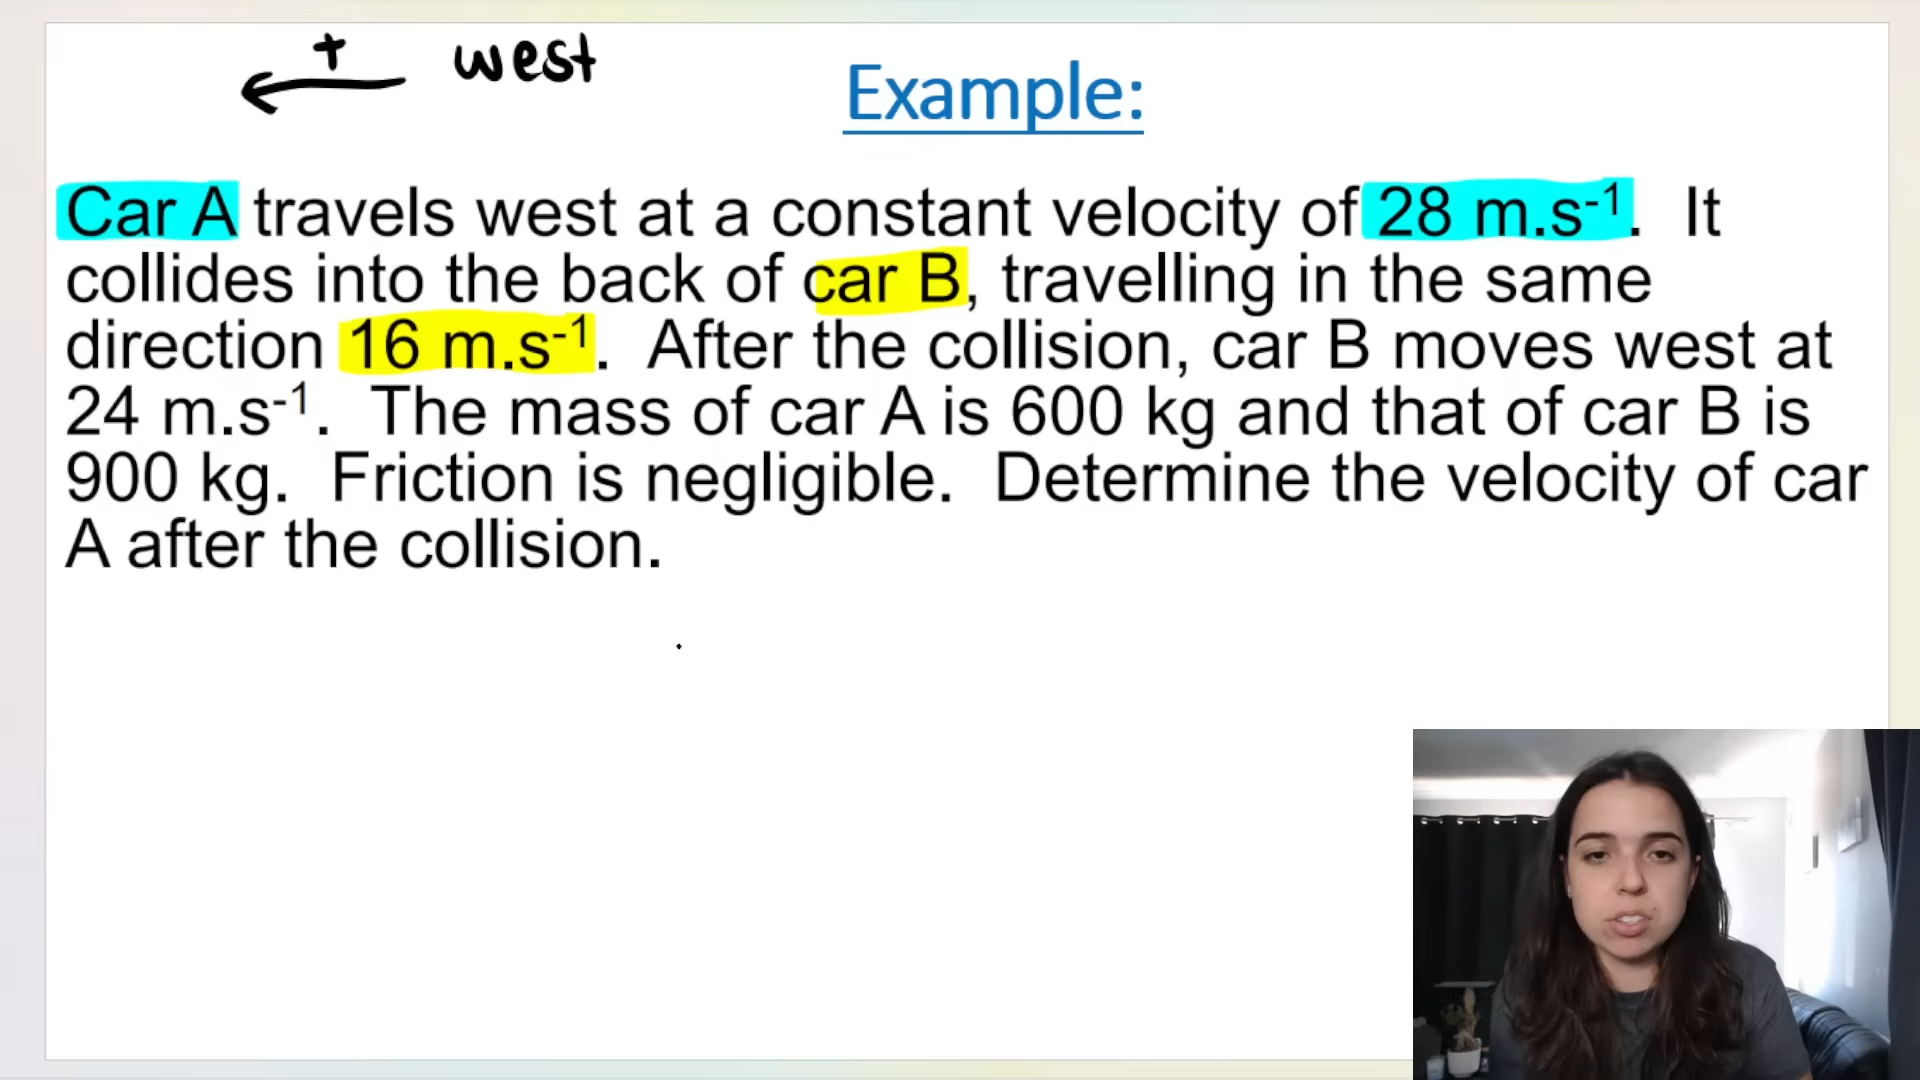 + west
Example:
Car A travels west at a constant velocity of 28 m.s⁻¹. It
collides into the back of car B, travelling in the same
direction 16 m.s⁻¹. After the collision, car B moves west at
24 m.s⁻¹. The mass of car A is 600 kg and that of car B is
900 kg. Friction is negligible. Determine the velocity of car
A after the collision.